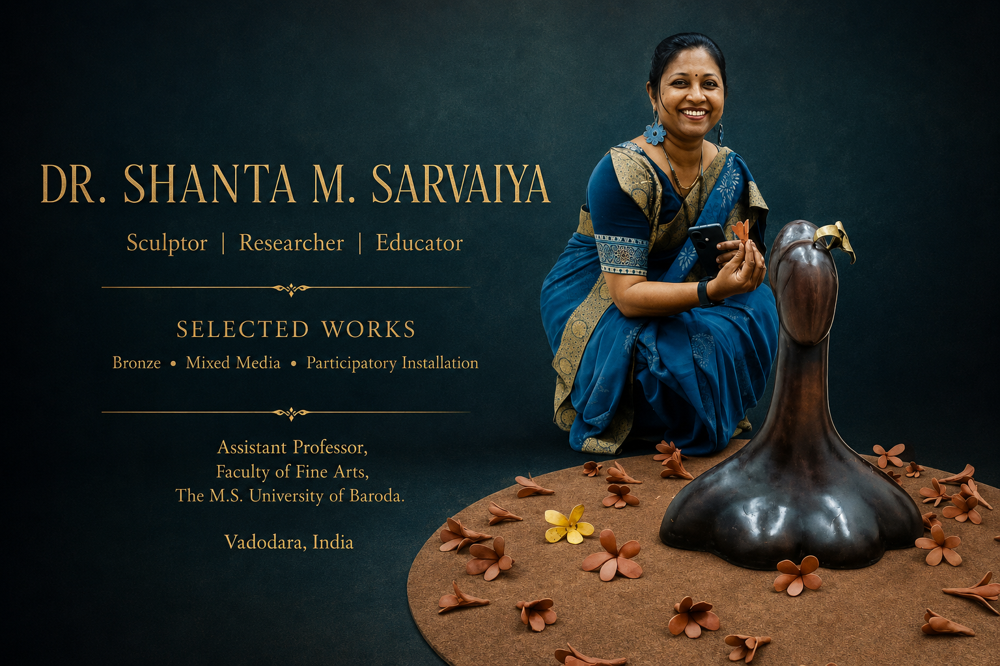 DR. SHANTA M. SARVAIYA
Sculptor | Researcher | Educator
SELECTED WORKS
Bronze • Mixed Media • Participatory Installation
Assistant Professor,
Faculty of Fine Arts,
The M.S. University of Baroda.
Vadodara, India